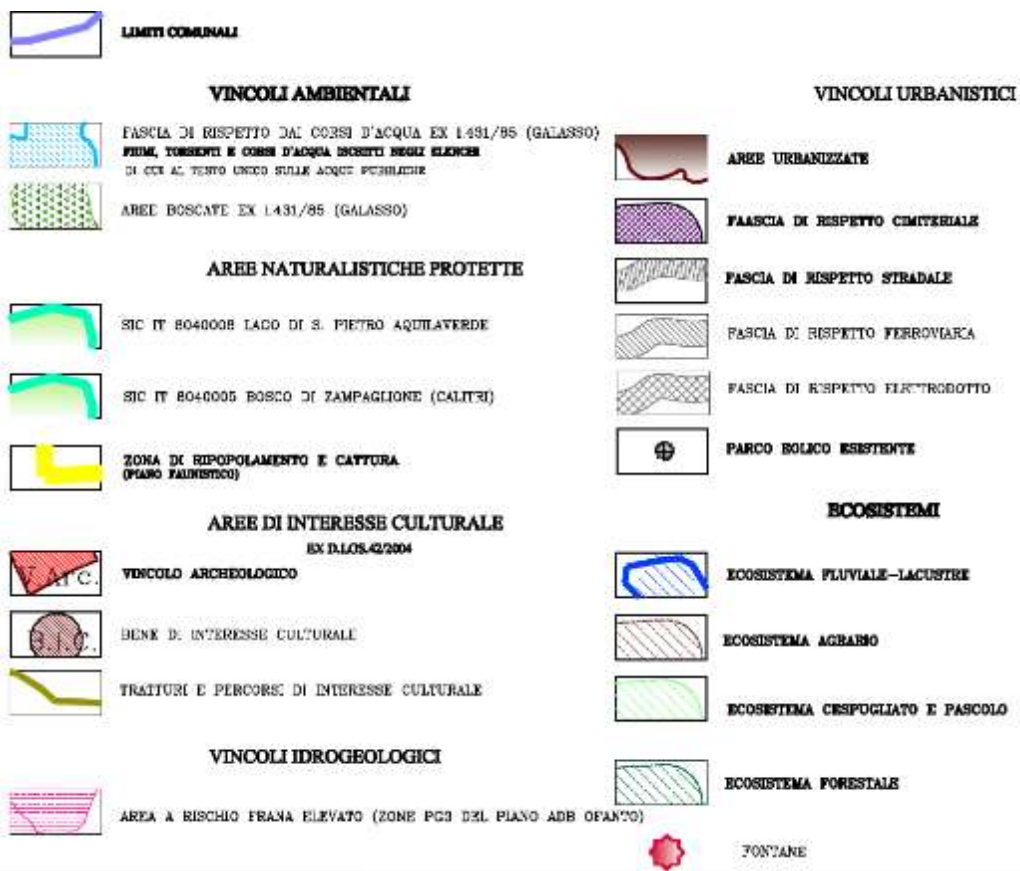 LIMITI COMUNALI
VINCOLI AMBIENTALI
FASCIA DI RISPETTO DAI CORSI D'ACQUA EX L.431/85 (GALASSO)
FIUMI, TORRENTI E CORSI D'ACQUA ISCRITTI NEGLI ELENCHI
DI CUI AL TESTO UNICO SULLE ACQUE PUBBLICHE
AREE BOSCATE EX L.431/85 (GALASSO)
AREE NATURALISTICHE PROTETTE
SIC IT 8040008 LAGO DI S. PIETRO AQUILAVERDE
SIC IT 8040005 BOSCO DI ZAMPAGLIONE (CALITRI)
ZONA DI RIPOPOLAMENTO E CATTURA
(PIANO FAUNISTICO)
AREE DI INTERESSE CULTURALE
EX D.LGS.42/2004
V.Arc.
VINCOLO ARCHEOLOGICO
B.I.C.
BENE DI INTERESSE CULTURALE
TRATTURI E PERCORSI DI INTERESSE CULTURALE
VINCOLI IDROGEOLOGICI
AREA A RISCHIO FRANA ELEVATO (ZONE PG3 DEL PIANO ADB OFANTO)
VINCOLI URBANISTICI
AREE URBANIZZATE
FAASCIA DI RISPETTO CIMITERIALE
FASCIA DI RISPETTO STRADALE
FASCIA DI RISPETTO FERROVIARIA
FASCIA DI RISPETTO ELETTRODOTTO
PARCO EOLICO ESISTENTE
ECOSISTEMI
ECOSISTEMA FLUVIALE-LACUSTRE
ECOSISTEMA AGRARIO
ECOSISTEMA CESPUGLIATO E PASCOLO
ECOSISTEMA FORESTALE
FONTANE